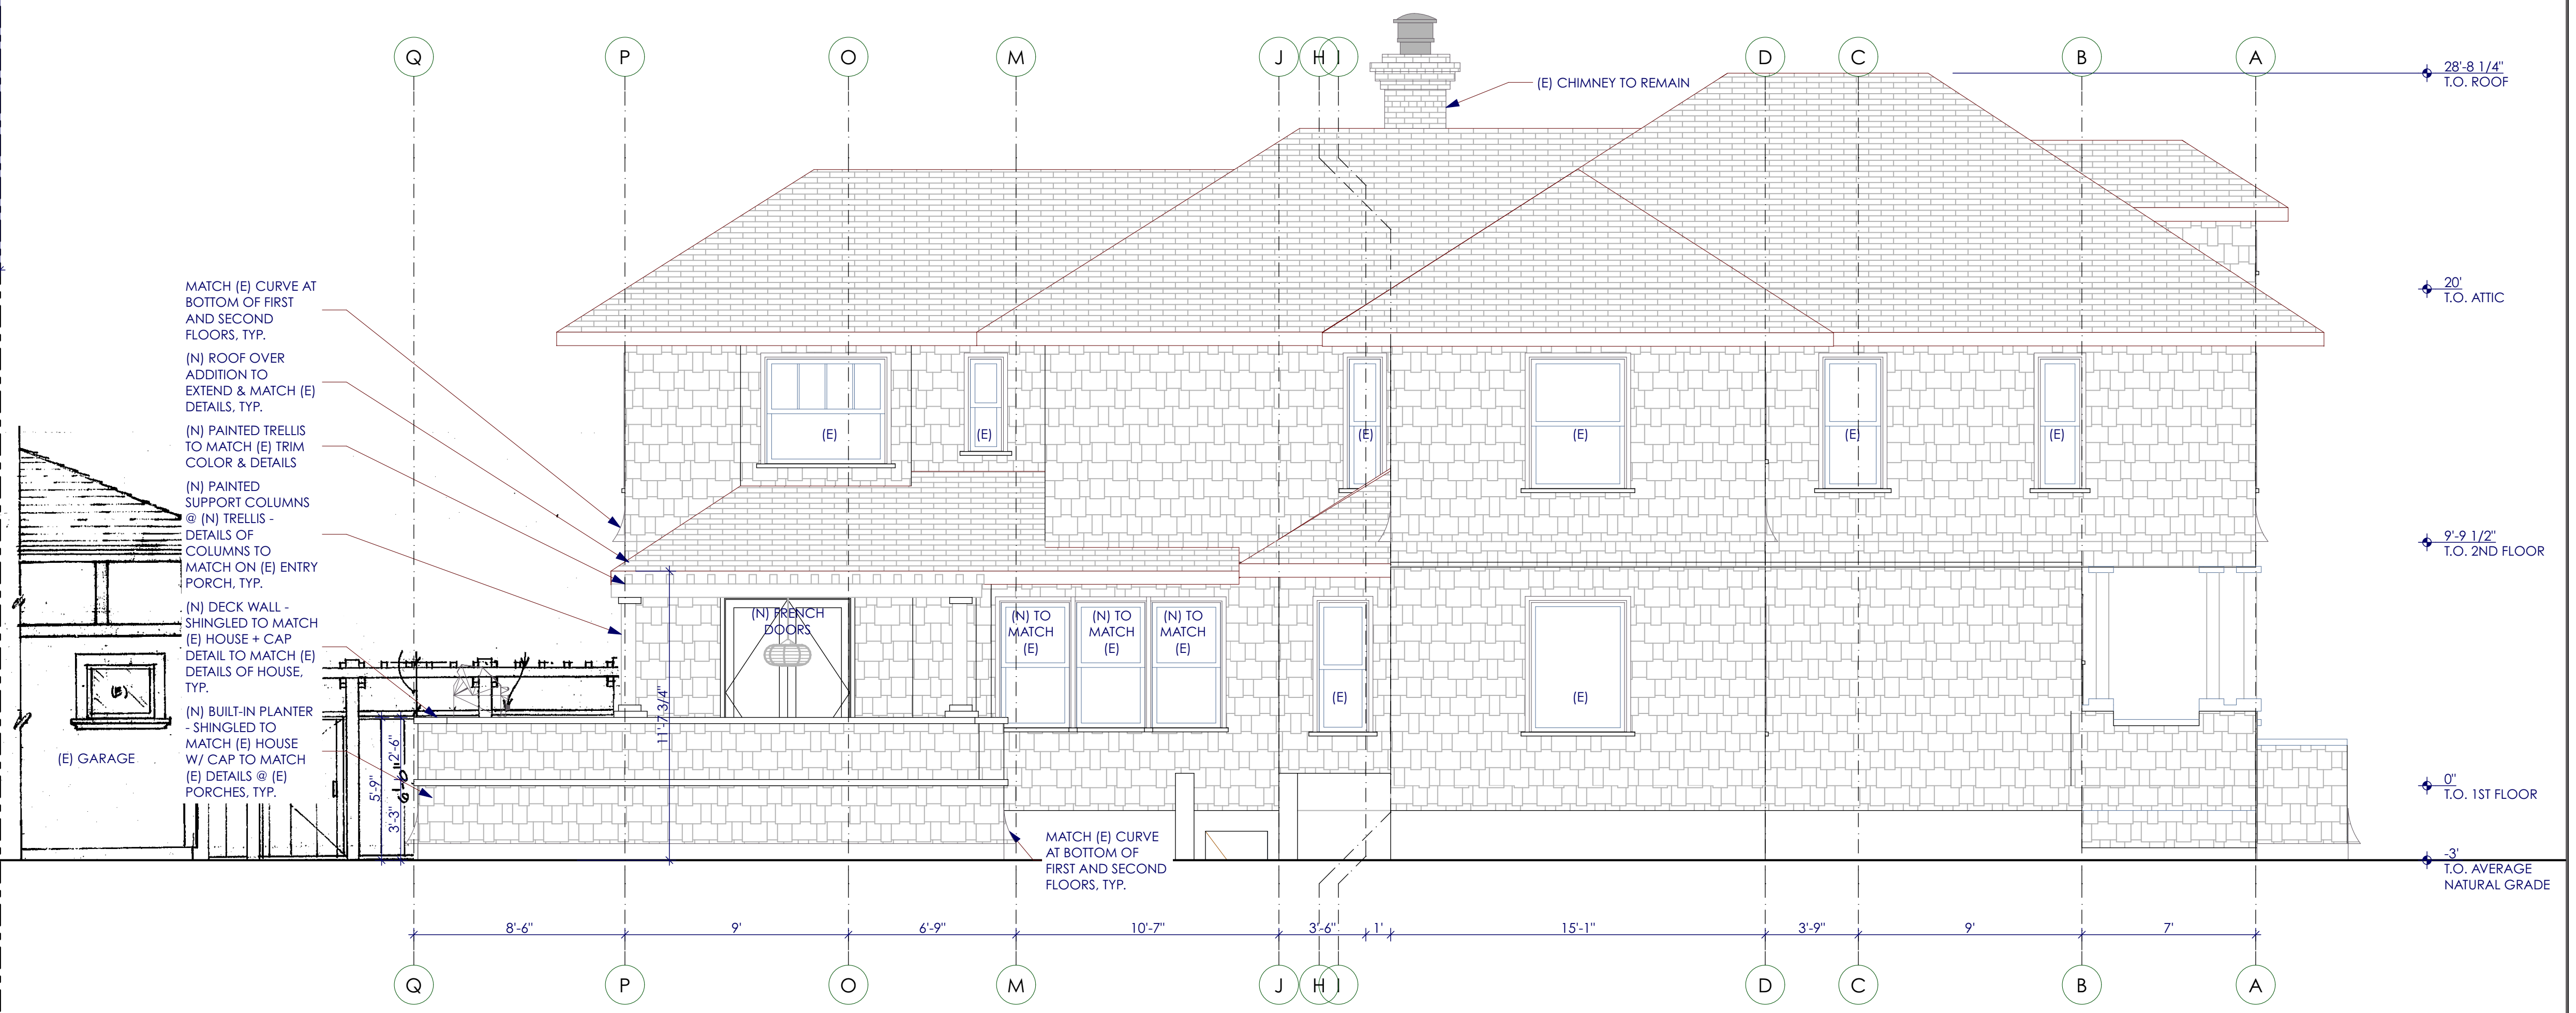 Q
P
O
M
J
H
I
D
C
B
A
28'-8 1/4"
T.O. ROOF
(E) CHIMNEY TO REMAIN
20'
T.O. ATTIC
9'-9 1/2"
T.O. 2ND FLOOR
0"
T.O. 1ST FLOOR
-3'
T.O. AVERAGE
NATURAL GRADE
MATCH (E) CURVE AT
BOTTOM OF FIRST
AND SECOND
FLOORS, TYP.
(N) ROOF OVER
ADDITION TO
EXTEND & MATCH (E)
DETAILS, TYP.
(N) PAINTED TRELLIS
TO MATCH (E) TRIM
COLOR & DETAILS
(N) PAINTED
SUPPORT COLUMNS
@ (N) TRELLIS -
DETAILS OF
COLUMNS TO
MATCH ON (E) ENTRY
PORCH, TYP.
(N) DECK WALL -
SHINGLED TO MATCH
(E) HOUSE + CAP
DETAIL TO MATCH (E)
DETAILS OF HOUSE,
TYP.
(N) BUILT-IN PLANTER
- SHINGLED TO
MATCH (E) HOUSE
W/ CAP TO MATCH
(E) DETAILS @ (E)
PORCHES, TYP.
(E)
(E)
(E)
(E)
(E)
(E)
(N) FRENCH
DOORS
(N) TO
MATCH
(E)
(N) TO
MATCH
(E)
(N) TO
MATCH
(E)
(E)
(E)
(E)
(E) GARAGE
11'-7 3/4"
5'-9"
2'-6"
3'-3"
MATCH (E) CURVE
AT BOTTOM OF
FIRST AND SECOND
FLOORS, TYP.
8'-6"
9'
6'-9"
10'-7"
3'-6"
1'
15'-1"
3'-9"
9'
7'
Q
P
O
M
J
H
I
D
C
B
A